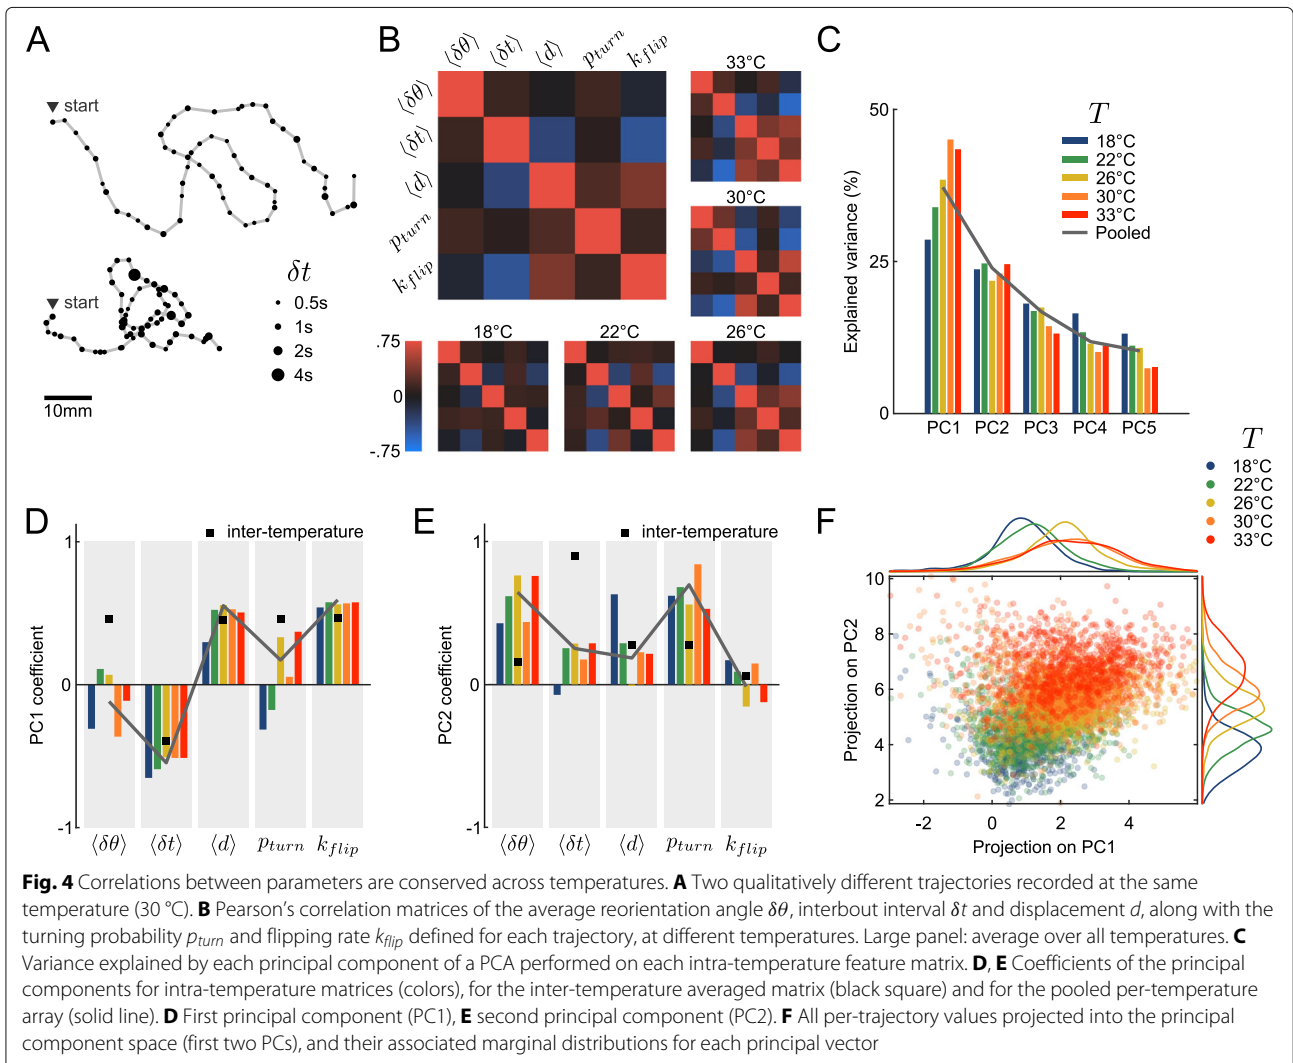 A
start
start
δt
0.5s
1s
2s
4s
10mm
B
⟨δθ⟩
⟨δt⟩
⟨d⟩
pturn
kflip
⟨δθ⟩
⟨δt⟩
⟨d⟩
pturn
kflip
33°C
30°C
18°C
22°C
26°C
.75
0
-.75
C
Explained variance (%)
50
25
0
T
18°C
22°C
26°C
30°C
33°C
Pooled
PC1 PC2 PC3 PC4 PC5
D
inter-temperature
PC1 coefficient
1
0
-1
⟨δθ⟩ ⟨δt⟩ ⟨d⟩ pturn kflip
E
inter-temperature
PC2 coefficient
1
0
-1
⟨δθ⟩ ⟨δt⟩ ⟨d⟩ pturn kflip
F
T
18°C
22°C
26°C
30°C
33°C
Projection on PC2
10
8
6
4
2
-2 0 2 4
Projection on PC1
Fig. 4 Correlations between parameters are conserved across temperatures. A Two qualitatively different trajectories recorded at the same
temperature (30 °C). B Pearson’s correlation matrices of the average reorientation angle δθ, interbout interval δt and displacement d, along with the
turning probability pturn and flipping rate kflip defined for each trajectory, at different temperatures. Large panel: average over all temperatures. C
Variance explained by each principal component of a PCA performed on each intra-temperature feature matrix. D, E Coefficients of the principal
components for intra-temperature matrices (colors), for the inter-temperature averaged matrix (black square) and for the pooled per-temperature
array (solid line). D First principal component (PC1), E second principal component (PC2). F All per-trajectory values projected into the principal
component space (first two PCs), and their associated marginal distributions for each principal vector